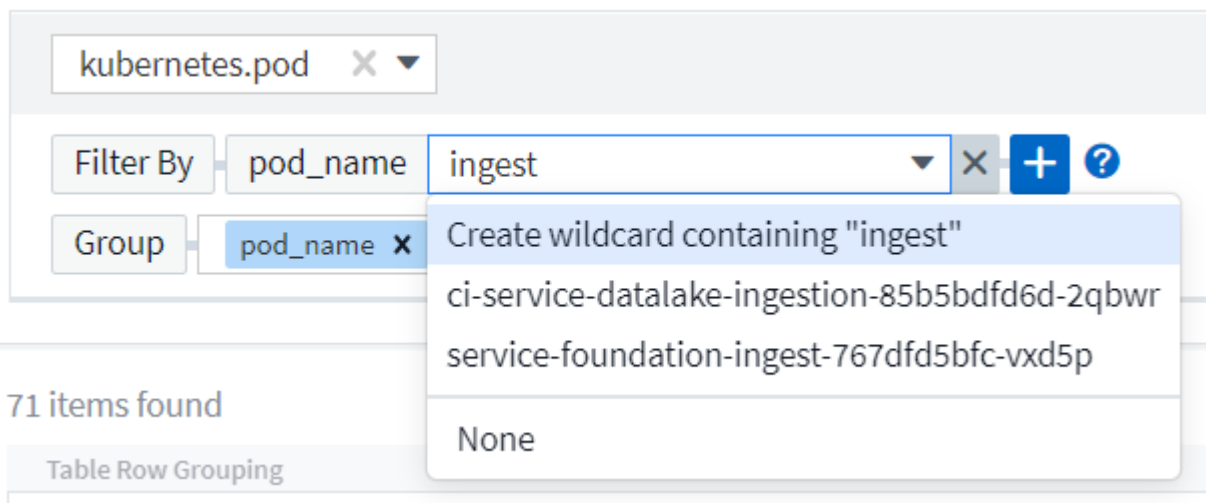 kubernetes.pod
Filter By pod_name ingest
Group pod_name
Create wildcard containing "ingest"
ci-service-datalake-ingestion-85b5bdfd6d-2qbwr
service-foundation-ingest-767dfd5bfc-vxd5p
None
71 items found
Table Row Grouping